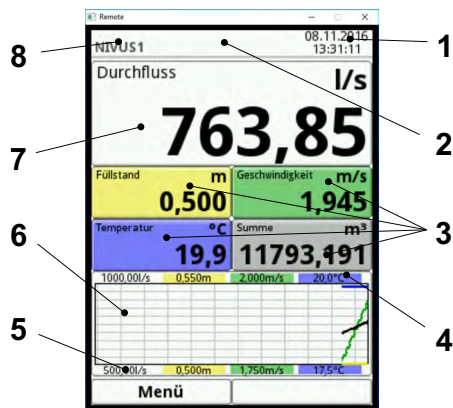 Remote
NIVUS1 08.11.2016
13:31:11
Durchfluss l/s
763,85
Füllstand m Geschwindigkeit m/s
0,500 1,945
Temperatur °C Summe m³
19,9 11793,191
1000,00l/s 0,550m 2,000m/s 20,0°C
500,00l/s 0,500m 1,750m/s 17,5°C
Menü
8
1
2
7
3
6
4
5